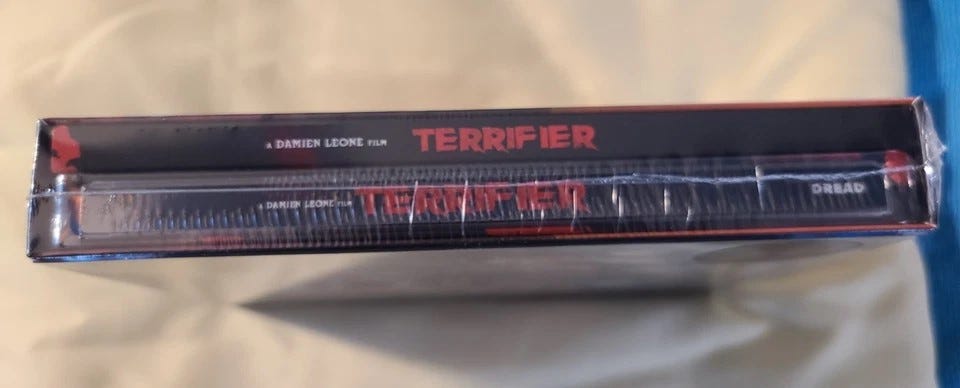 A DAMIEN LEONE FILM TERRIFIER
A DAMIEN LEONE FILM TERRIFIER DREAD